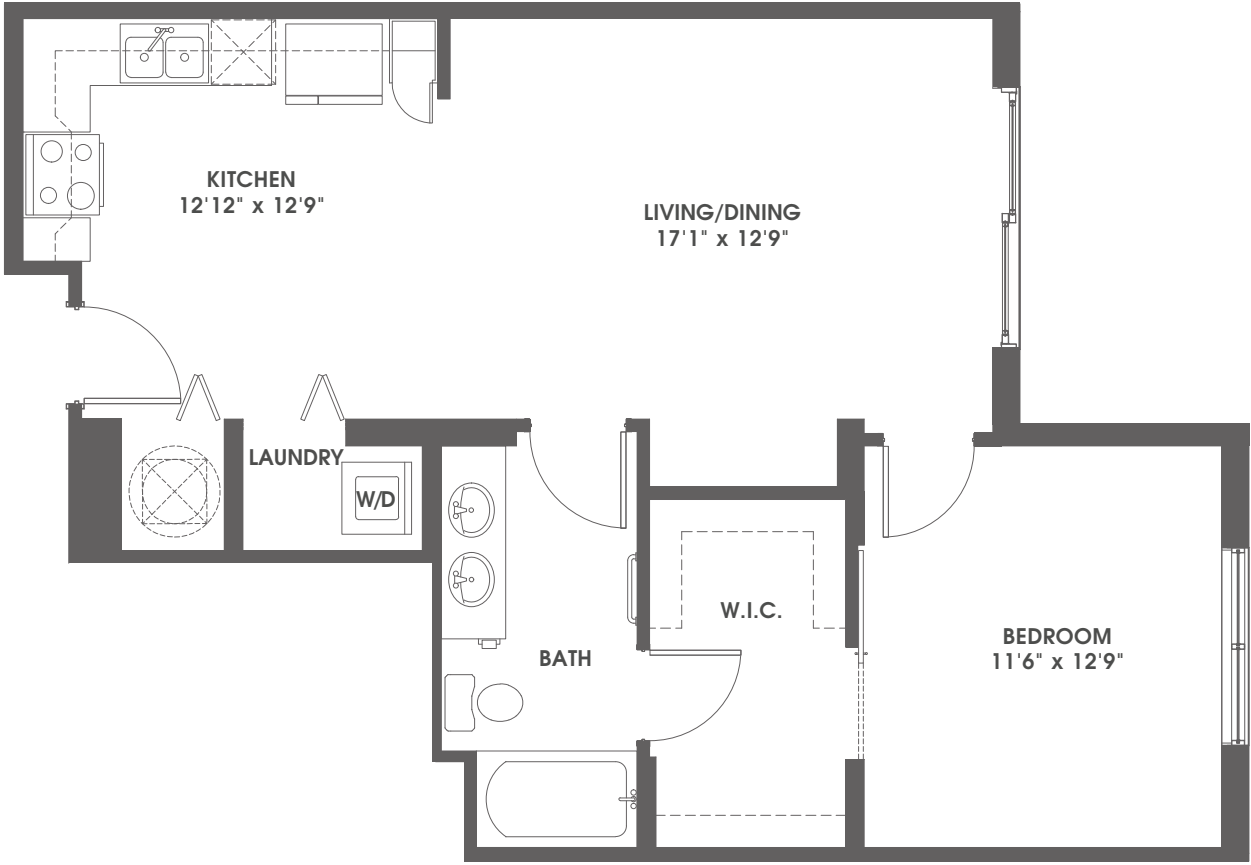 KITCHEN
12'12" x 12'9"
LIVING/DINING
17'1" x 12'9"
LAUNDRY
W/D
W.I.C.
BATH
BEDROOM
11'6" x 12'9"